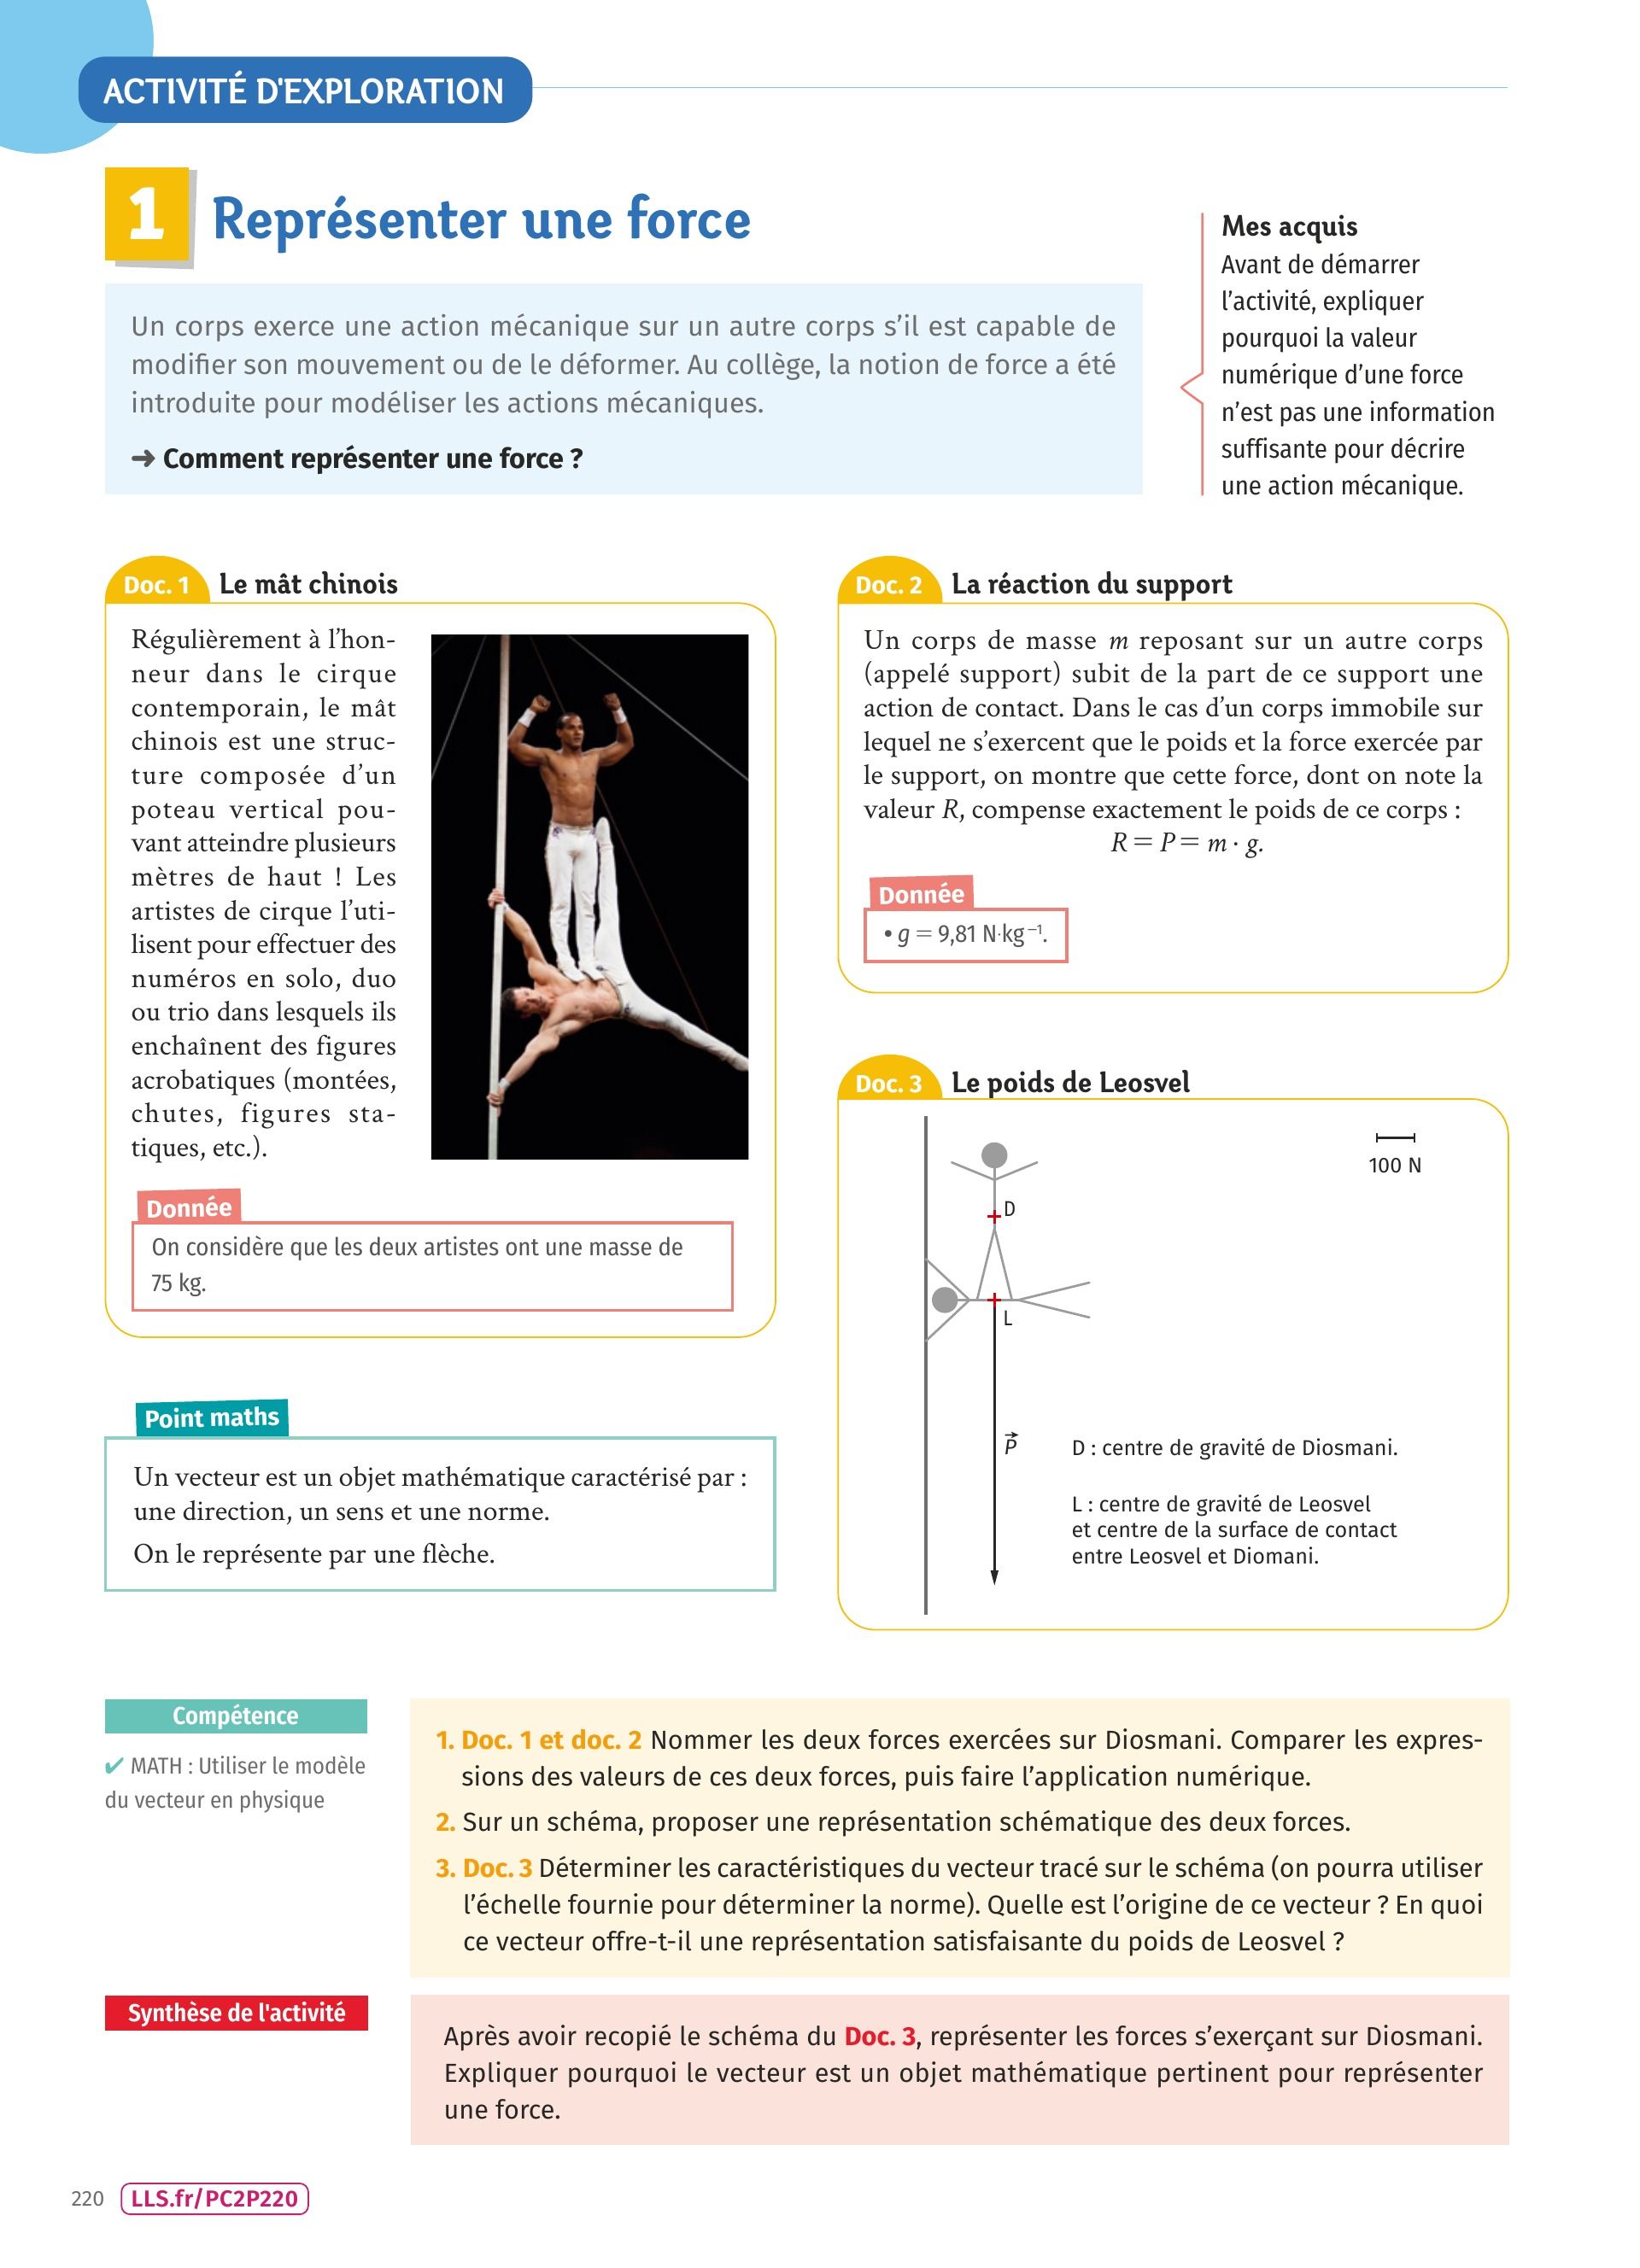 ACTIVITÉ D'EXPLORATION
1 Représenter une force
Un corps exerce une action mécanique sur un autre corps s’il est capable de
modifier son mouvement ou de le déformer. Au collège, la notion de force a été
introduite pour modéliser les actions mécaniques.
➜ Comment représenter une force ?
Mes acquis
Avant de démarrer
l’activité, expliquer
pourquoi la valeur
numérique d’une force
n’est pas une information
suffisante pour décrire
une action mécanique.
Doc. 1 Le mât chinois
Régulièrement à l’hon-
neur dans le cirque
contemporain, le mât
chinois est une struc-
ture composée d’un
poteau vertical pou-
vant atteindre plusieurs
mètres de haut ! Les
artistes de cirque l’uti-
lisent pour effectuer des
numéros en solo, duo
ou trio dans lesquels ils
enchaînent des figures
acrobatiques (montées,
chutes, figures sta-
tiques, etc.).
Donnée
On considère que les deux artistes ont une masse de
75 kg.
Point maths
Un vecteur est un objet mathématique caractérisé par :
une direction, un sens et une norme.
On le représente par une flèche.
Doc. 2 La réaction du support
Un corps de masse m reposant sur un autre corps
(appelé support) subit de la part de ce support une
action de contact. Dans le cas d’un corps immobile sur
lequel ne s’exercent que le poids et la force exercée par
le support, on montre que cette force, dont on note la
valeur R, compense exactement le poids de ce corps :
R = P = m · g.
Donnée
• g = 9,81 N·kg⁻¹.
Doc. 3 Le poids de Leosvel
100 N
D
L
P⃗
D : centre de gravité de Diosmani.
L : centre de gravité de Leosvel
et centre de la surface de contact
entre Leosvel et Diomani.
Compétence
✔ MATH : Utiliser le modèle
du vecteur en physique
1. Doc. 1 et doc. 2 Nommer les deux forces exercées sur Diosmani. Comparer les expres-
sions des valeurs de ces deux forces, puis faire l’application numérique.
2. Sur un schéma, proposer une représentation schématique des deux forces.
3. Doc. 3 Déterminer les caractéristiques du vecteur tracé sur le schéma (on pourra utiliser
l’échelle fournie pour déterminer la norme). Quelle est l’origine de ce vecteur ? En quoi
ce vecteur offre-t-il une représentation satisfaisante du poids de Leosvel ?
Synthèse de l'activité
Après avoir recopié le schéma du Doc. 3, représenter les forces s’exerçant sur Diosmani.
Expliquer pourquoi le vecteur est un objet mathématique pertinent pour représenter
une force.
220 LLS.fr/PC2P220